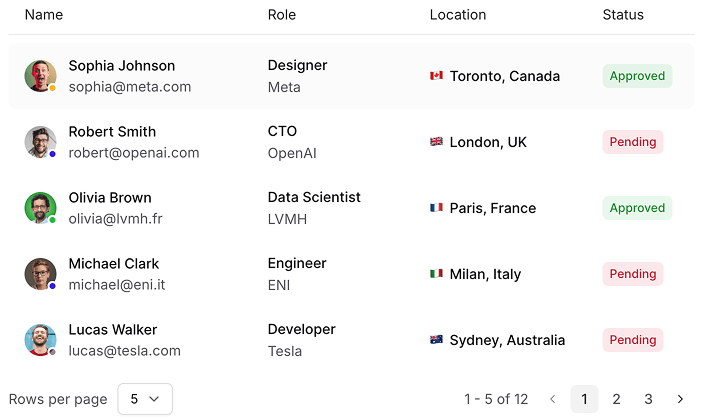 Name Role Location Status
Sophia Johnson Designer
sophia@meta.com Meta
Toronto, Canada Approved
Robert Smith CTO
robert@openai.com OpenAI
London, UK Pending
Olivia Brown Data Scientist
olivia@lvmh.fr LVMH
Paris, France Approved
Michael Clark Engineer
michael@eni.it ENI
Milan, Italy Pending
Lucas Walker Developer
lucas@tesla.com Tesla
Sydney, Australia Pending
Rows per page 5 1 - 5 of 12 1 2 3